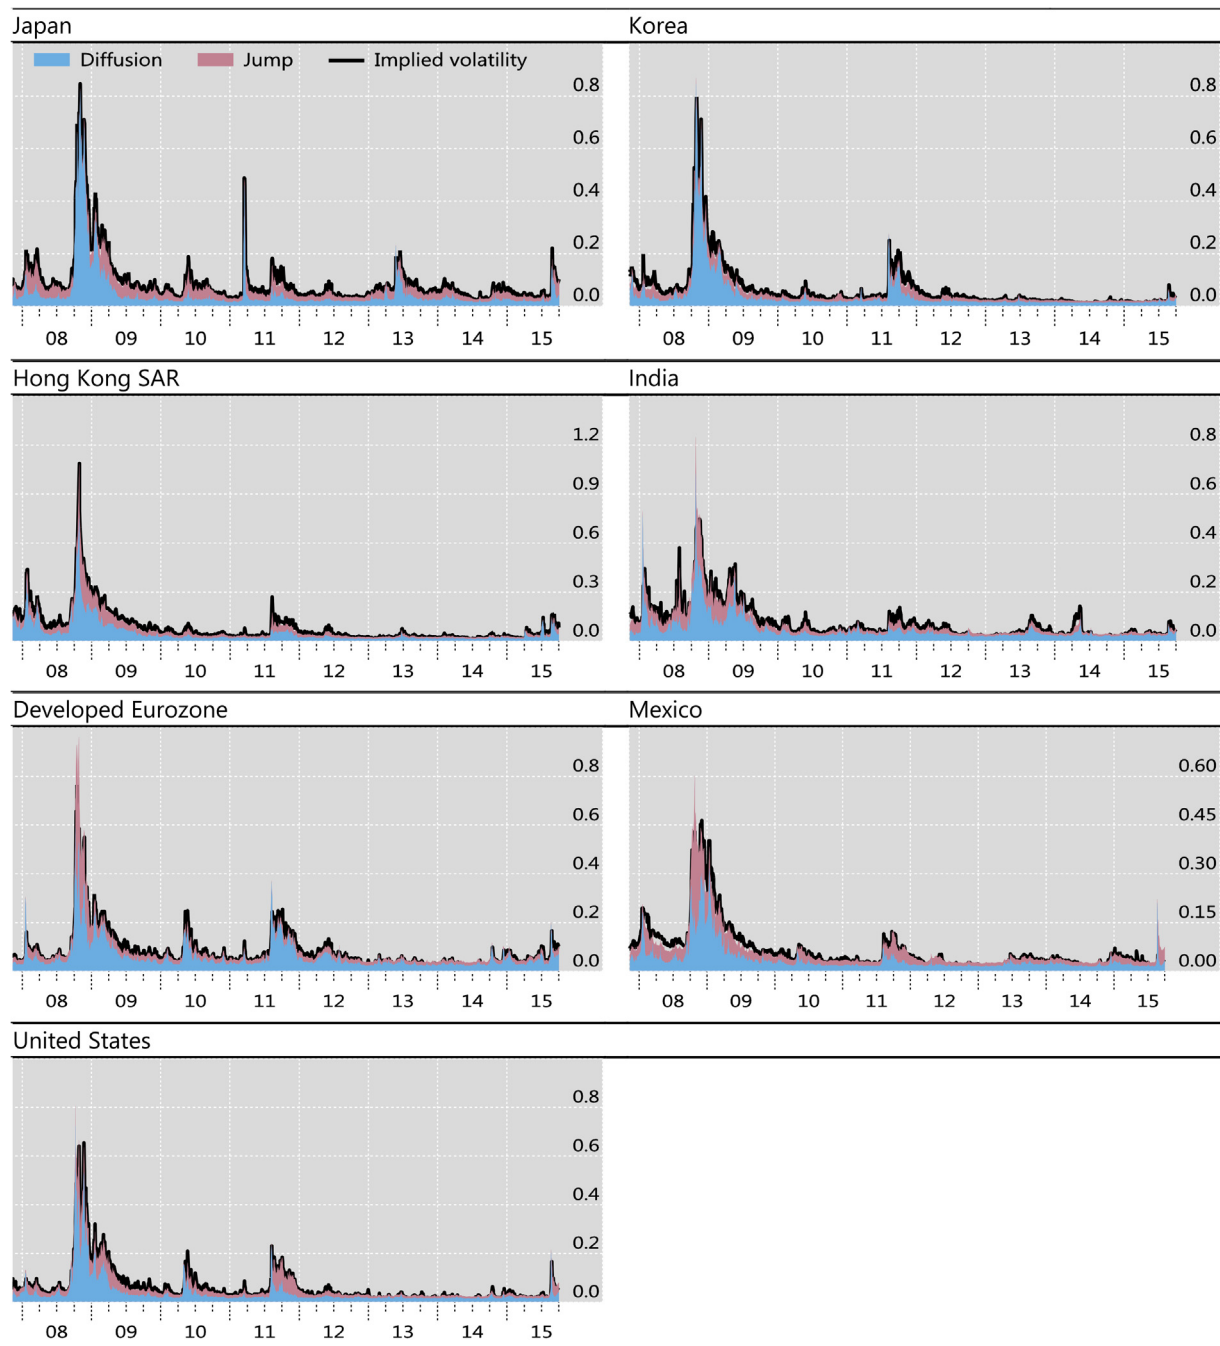 Japan
Diffusion Jump Implied volatility
0.8
0.6
0.4
0.2
0.0
08 09 10 11 12 13 14 15
Korea
0.8
0.6
0.4
0.2
0.0
08 09 10 11 12 13 14 15
Hong Kong SAR
1.2
0.9
0.6
0.3
0.0
08 09 10 11 12 13 14 15
India
0.8
0.6
0.4
0.2
0.0
08 09 10 11 12 13 14 15
Developed Eurozone
0.8
0.6
0.4
0.2
0.0
08 09 10 11 12 13 14 15
Mexico
0.60
0.45
0.30
0.15
0.00
08 09 10 11 12 13 14 15
United States
0.8
0.6
0.4
0.2
0.0
08 09 10 11 12 13 14 15